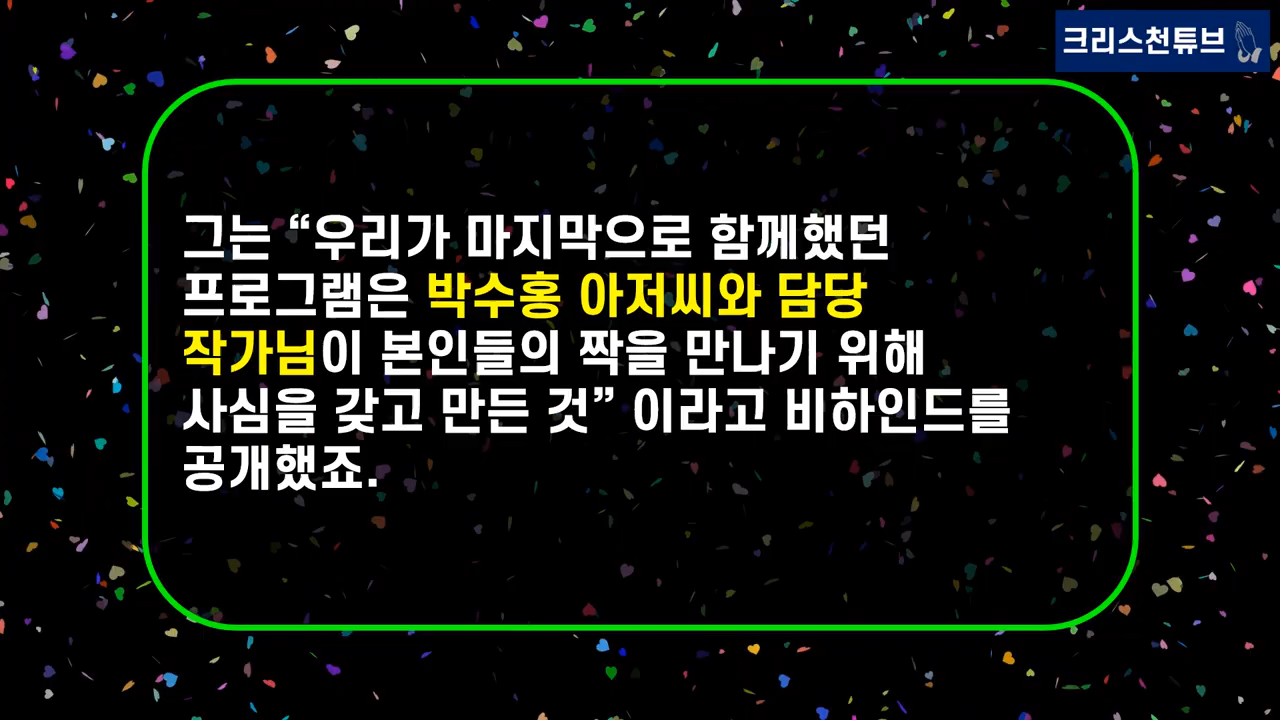 크리스천튜브
그는 “우리가 마지막으로 함께했던
프로그램은 박수홍 아저씨와 담당
작가님이 본인들의 짝을 만나기 위해
사심을 갖고 만든 것” 이라고 비하인드를
공개했죠.